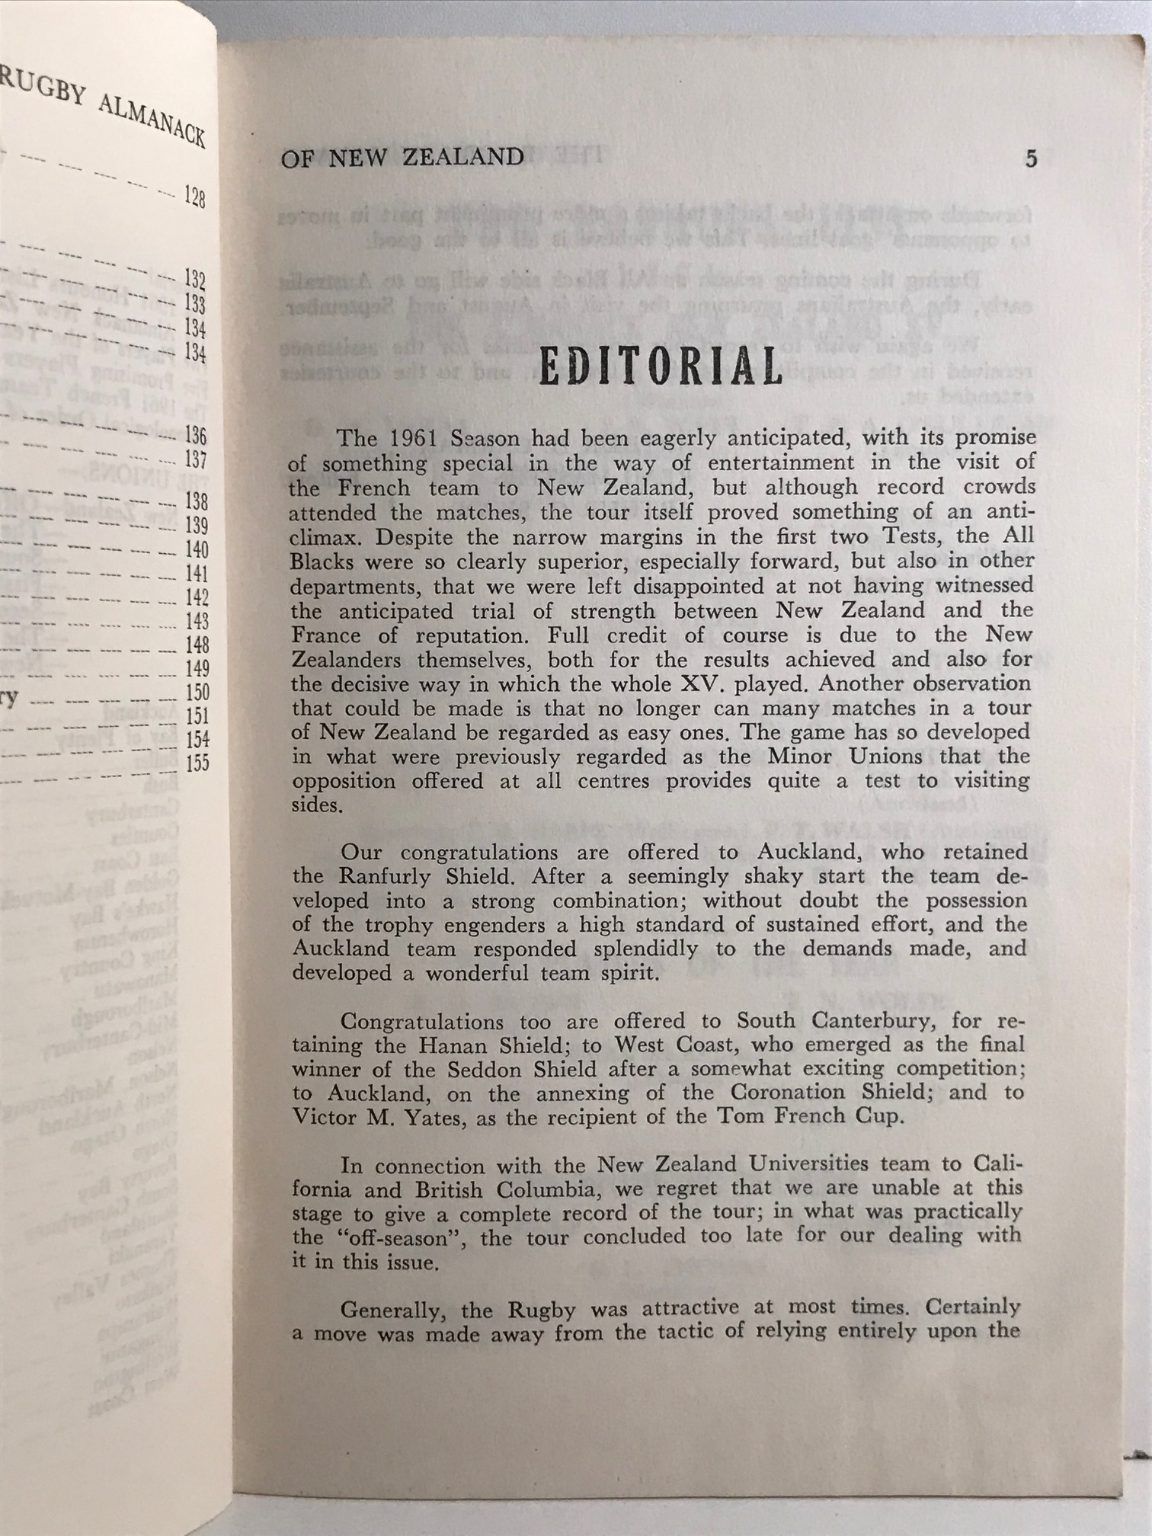 RUGBY ALMANACK
128
132
133
134
134
136
137
138
139
140
141
142
143
148
149
150
151
154
155
OF NEW ZEALAND 5
EDITORIAL
The 1961 Season had been eagerly anticipated, with its promise
of something special in the way of entertainment in the visit of
the French team to New Zealand, but although record crowds
attended the matches, the tour itself proved something of an anti-
climax. Despite the narrow margins in the first two Tests, the All
Blacks were so clearly superior, especially forward, but also in other
departments, that we were left disappointed at not having witnessed
the anticipated trial of strength between New Zealand and the
France of reputation. Full credit of course is due to the New
Zealanders themselves, both for the results achieved and also for
the decisive way in which the whole XV. played. Another observation
that could be made is that no longer can many matches in a tour
of New Zealand be regarded as easy ones. The game has so developed
in what were previously regarded as the Minor Unions that the
opposition offered at all centres provides quite a test to visiting
sides.
Our congratulations are offered to Auckland, who retained
the Ranfurly Shield. After a seemingly shaky start the team de-
veloped into a strong combination; without doubt the possession
of the trophy engenders a high standard of sustained effort, and the
Auckland team responded splendidly to the demands made, and
developed a wonderful team spirit.
Congratulations too are offered to South Canterbury, for re-
taining the Hanan Shield; to West Coast, who emerged as the final
winner of the Seddon Shield after a somewhat exciting competition;
to Auckland, on the annexing of the Coronation Shield; and to
Victor M. Yates, as the recipient of the Tom French Cup.
In connection with the New Zealand Universities team to Cali-
fornia and British Columbia, we regret that we are unable at this
stage to give a complete record of the tour; in what was practically
the “off-season”, the tour concluded too late for our dealing with
it in this issue.
Generally, the Rugby was attractive at most times. Certainly
a move was made away from the tactic of relying entirely upon the